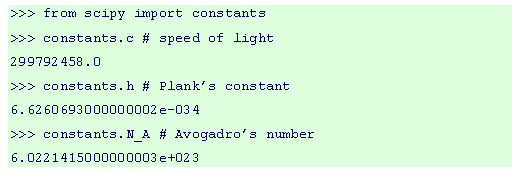 >>> from scipy import constants
>>> constants.c # speed of light
299792458.0
>>> constants.h # Plank’s constant
6.6260693000000002e-034
>>> constants.N_A # Avogadro’s number
6.0221415000000003e+023